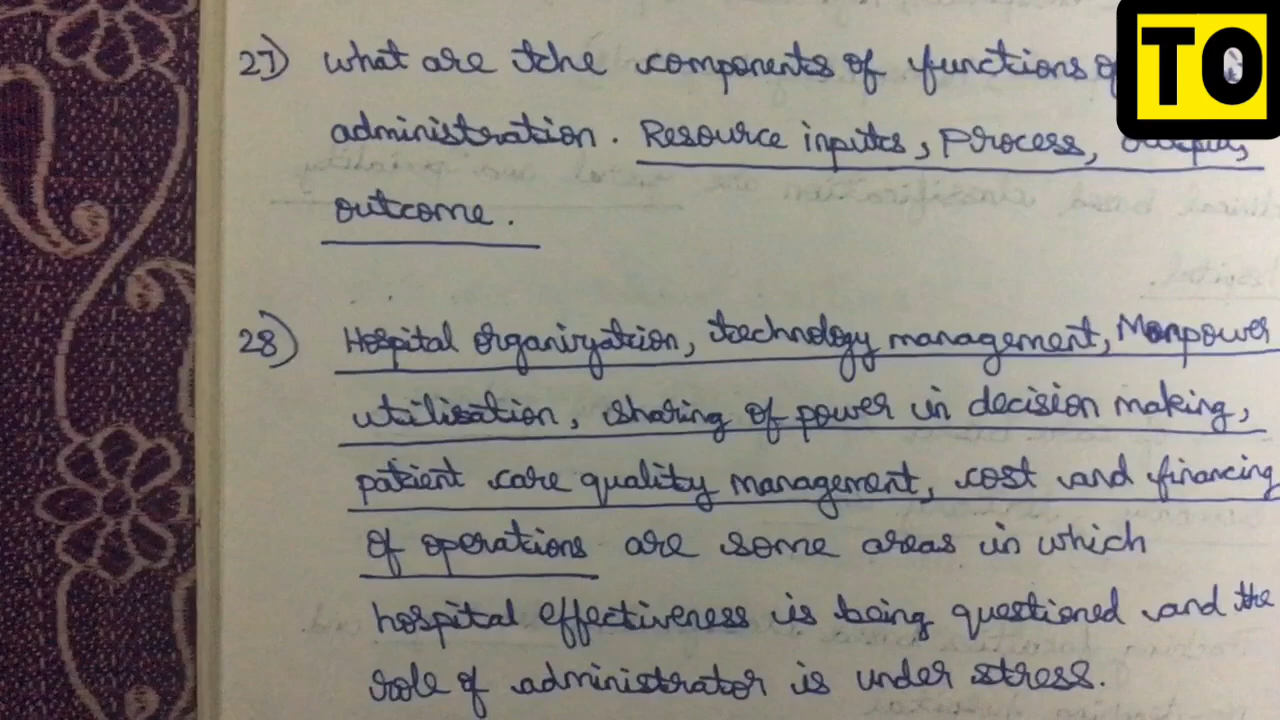 27) What are the components of functions of
TO
administration. Resource inputs, Process,
outcome.
28) Hospital organization, technology management, Manpower
utilisation, sharing of power in decision making,
patient care quality management, cost and financing
of operations are some areas in which
hospital effectiveness is being questioned and the
role of administrator is under stress.